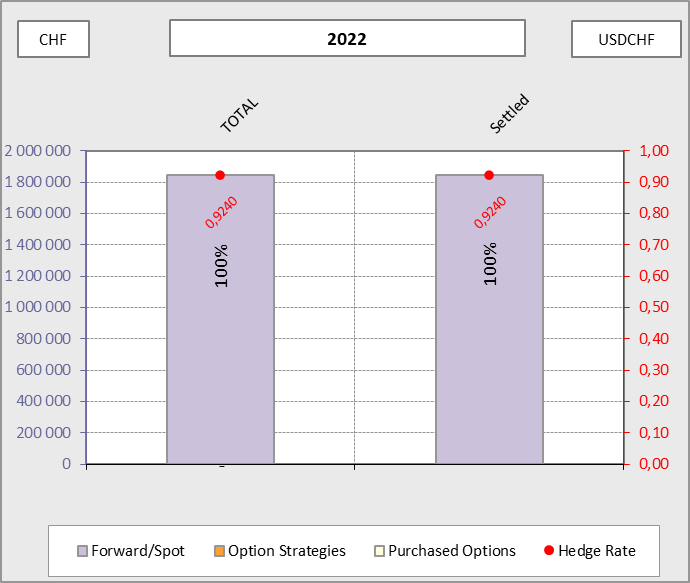 CHF
2022
USDCHF
TOTAL
Settled
2 000 000
1 800 000
1 600 000
1 400 000
1 200 000
1 000 000
800 000
600 000
400 000
200 000
0
0,9240
100%
0,9240
100%
1,00
0,90
0,80
0,70
0,60
0,50
0,40
0,30
0,20
0,10
0,00
-
Forward/Spot Option Strategies Purchased Options Hedge Rate